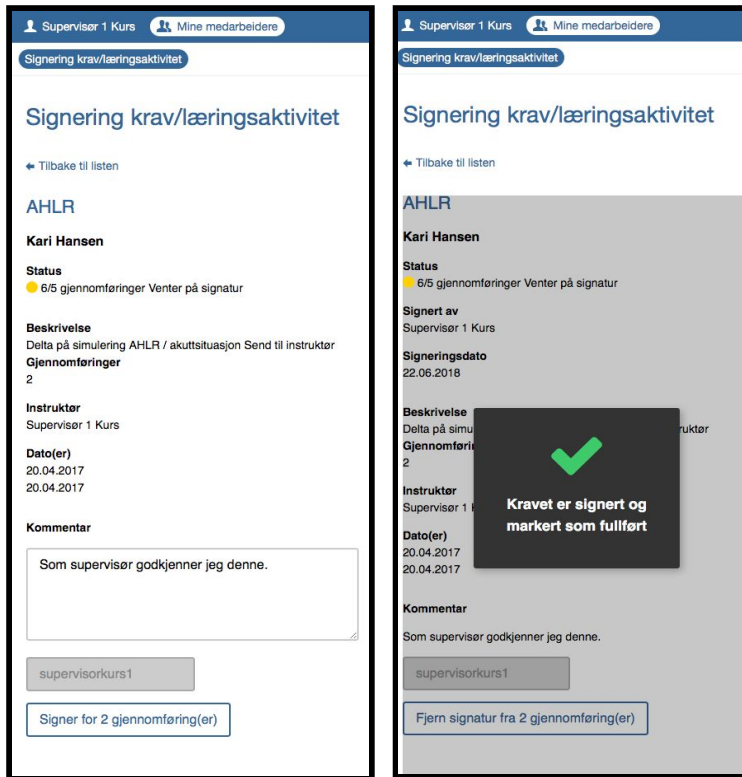 Supervisør 1 Kurs Mine medarbeidere
Signering krav/læringsaktivitet
Signering krav/læringsaktivitet
Tilbake til listen
AHLR
Kari Hansen
Status
6/5 gjennomføringer Venter på signatur
Beskrivelse
Delta på simulering AHLR / akuttsituasjon Send til instruktør
Gjennomføringer
2
Instruktør
Supervisør 1 Kurs
Dato(er)
20.04.2017
20.04.2017
Kommentar
Som supervisør godkjenner jeg denne.
supervisorkurs1
Signer for 2 gjennomføring(er)
Supervisør 1 Kurs Mine medarbeidere
Signering krav/læringsaktivitet
Signering krav/læringsaktivitet
Tilbake til listen
AHLR
Kari Hansen
Status
6/5 gjennomføringer Venter på signatur
Signert av
Supervisør 1 Kurs
Signeringsdato
22.06.2018
Beskrivelse
Delta på simu
ruktør
Gjennomføri
2
Instruktør
Supervisør 1
Kravet er signert og
markert som fullført
Dato(er)
20.04.2017
20.04.2017
Kommentar
Som supervisør godkjenner jeg denne.
supervisorkurs1
Fjern signatur fra 2 gjennomføring(er)